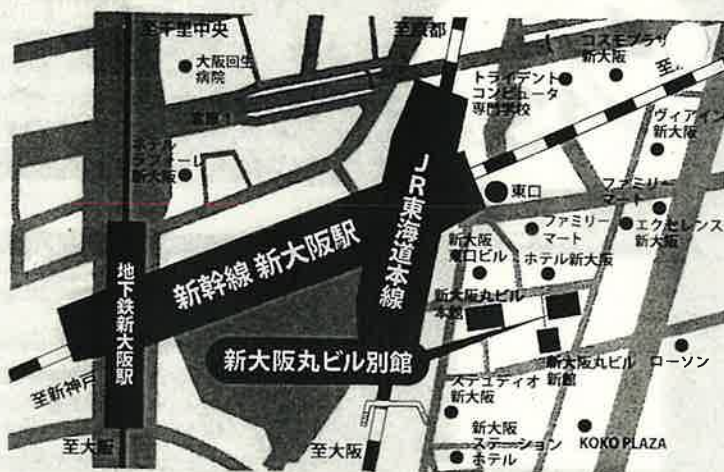 至千里中央
至京都
大阪回生
病院
コスモプラザ
新大阪
トライデント
コンピュータ
専門学校
ヴィアイン
新大阪
ホテル
新大阪
東口
ファミリー
マート
ファミリー
マート
エクセレンス
新大阪
JR東海道本線
新幹線 新大阪駅
地下鉄新大阪駅
新大阪
東口ビル
ホテル新大阪
新大阪丸ビル
本館
新大阪丸ビル別館
新大阪丸ビル
新館
ローソン
至新神戸
ステュディオ
新大阪
至大阪
至大阪
新大阪
ステーション
ホテル
KOKO PLAZA